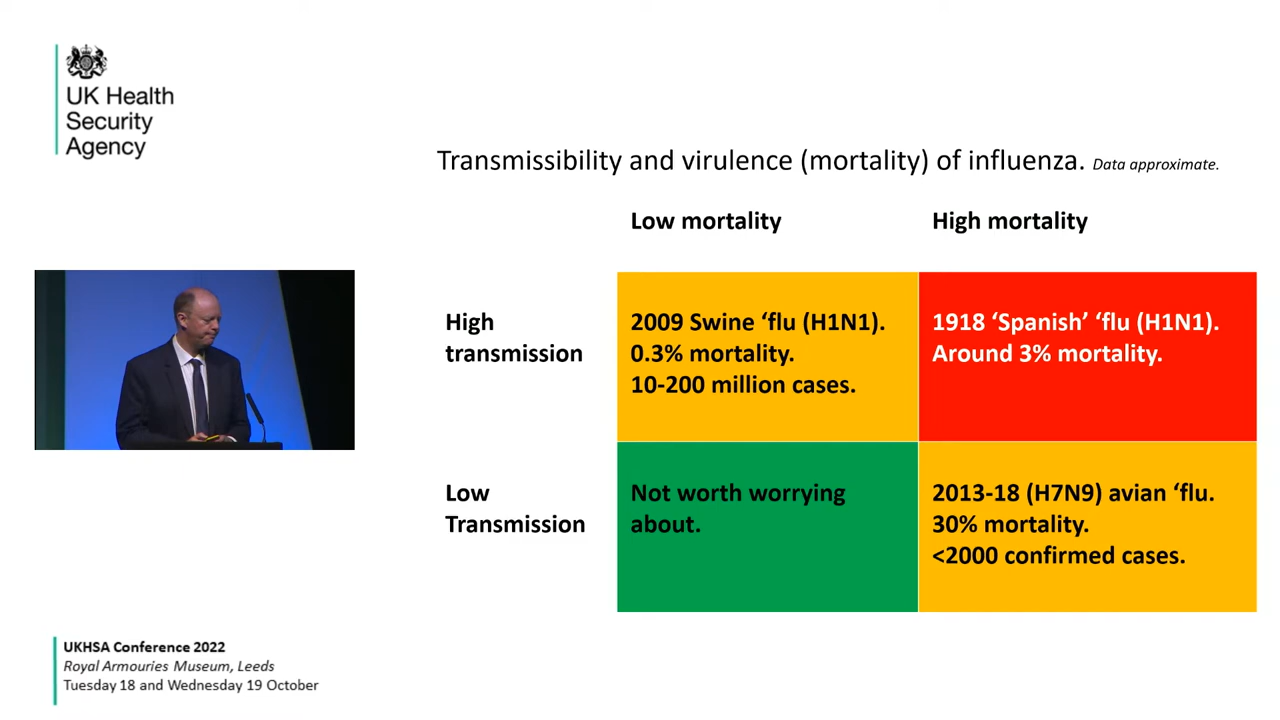 UK Health
Security
Agency
Transmissibility and virulence (mortality) of influenza. Data approximate.
Low mortality
High mortality
High
transmission
2009 Swine ‘flu (H1N1).
0.3% mortality.
10-200 million cases.
1918 ‘Spanish’ ‘flu (H1N1).
Around 3% mortality.
Low
Transmission
Not worth worrying
about.
2013-18 (H7N9) avian ‘flu.
30% mortality.
<2000 confirmed cases.
UKHSA Conference 2022
Royal Armouries Museum, Leeds
Tuesday 18 and Wednesday 19 October